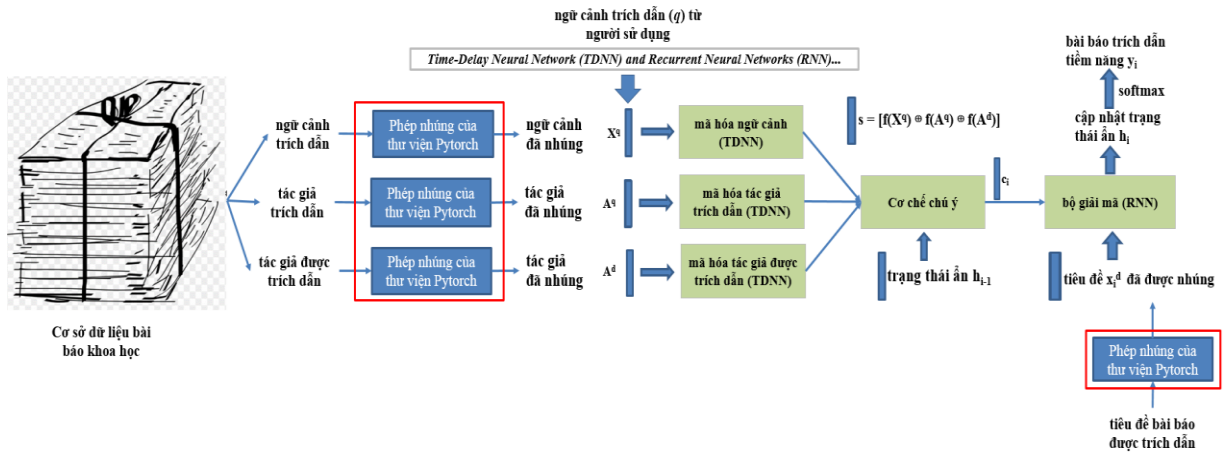 ngữ cảnh trích dẫn (q) từ
người sử dụng
Time-Delay Neural Network (TDNN) and Recurrent Neural Networks (RNN)...
bài báo trích dẫn
tiềm năng yᵢ
softmax
cập nhật trạng
thái ẩn hᵢ
ngữ cảnh
trích dẫn
Phép nhúng của
thư viện Pytorch
ngữ cảnh
đã nhúng
X^q
mã hóa ngữ cảnh
(TDNN)
s = [f(X^q) ⊕ f(A^q) ⊕ f(A^d)]
tác giả
trích dẫn
Phép nhúng của
thư viện Pytorch
tác giả
đã nhúng
A^q
mã hóa tác giả
trích dẫn (TDNN)
Cơ chế chú ý
cᵢ
bộ giải mã (RNN)
tác giả được
trích dẫn
Phép nhúng của
thư viện Pytorch
tác giả
đã nhúng
A^d
mã hóa tác giả được
trích dẫn (TDNN)
trạng thái ẩn hᵢ₋₁
tiêu đề xᵢ^d đã được nhúng
Cơ sở dữ liệu bài
báo khoa học
Phép nhúng của
thư viện Pytorch
tiêu đề bài báo
được trích dẫn